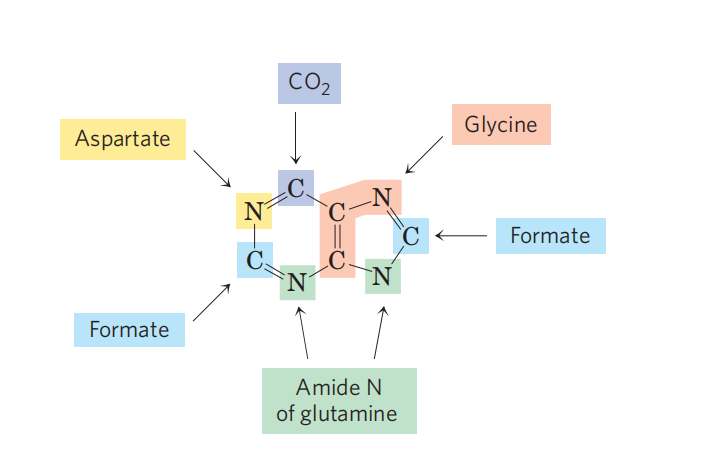 CO₂
Glycine
Aspartate
C
N
N
C
C
Formate
C
C
N
N
Formate
Amide N
of glutamine